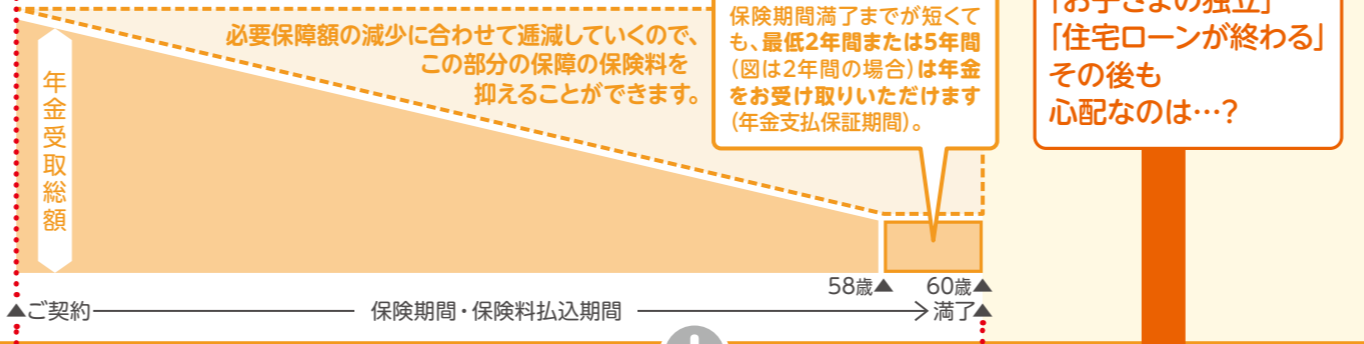 必要保障額の減少に合わせて逓減していくので、
この部分の保障の保険料を
抑えることができます。
保険期間満了までが短くて
も、最低2年間または5年間
(図は2年間の場合)は年金
をお受け取りいただけます
(年金支払保証期間)。
「お子さまの独立」
「住宅ローンが終わる」
その後も
心配なのは…?
年金受取総額
58歳▲
60歳▲
▲ご契約
保険期間・保険料払込期間
満了▲